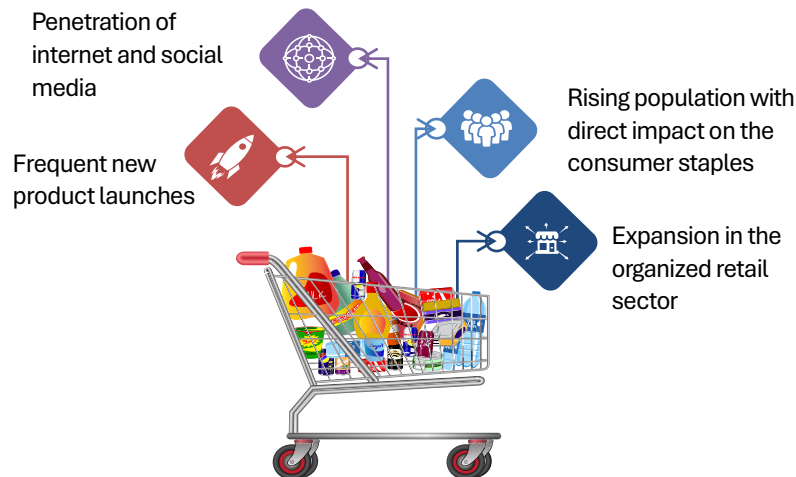 Penetration of
internet and social
media
Rising population with
direct impact on the
consumer staples
Frequent new
product launches
Expansion in the
organized retail
sector